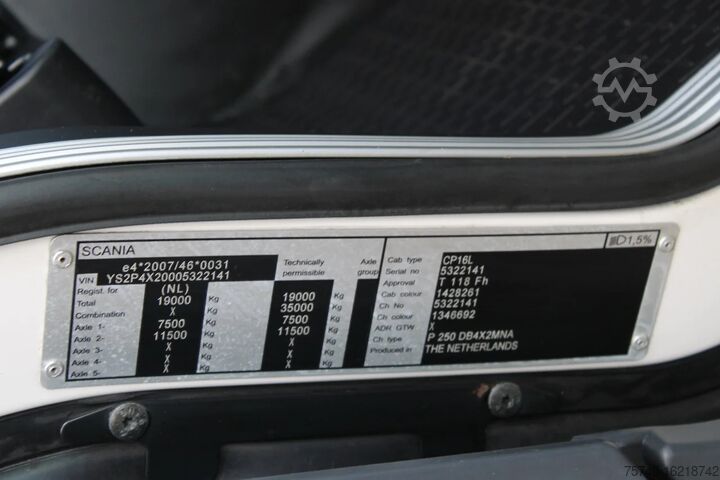 SCANIA
1,5%
e4*2007/46*0031
VIN YS2P4X20005322141
Regist. for (NL) Technically permissible Axle group
Total 19000 Kg 19000 Kg
Combination X Kg 35000 Kg
Axle 1- 7500 Kg 7500 Kg
Axle 2- 11500 Kg 11500 Kg
Axle 3- X Kg X Kg
Axle 4- X Kg X Kg
Axle 5- X Kg X Kg
Cab type CP16L
Serial no 5322141
Approval T 118 Fh
Cab colour 1428261
Ch No 5322141
Ch colour 1346692
ADR GTW X
Ch type P 250 DB4X2MNA
Produced in THE NETHERLANDS